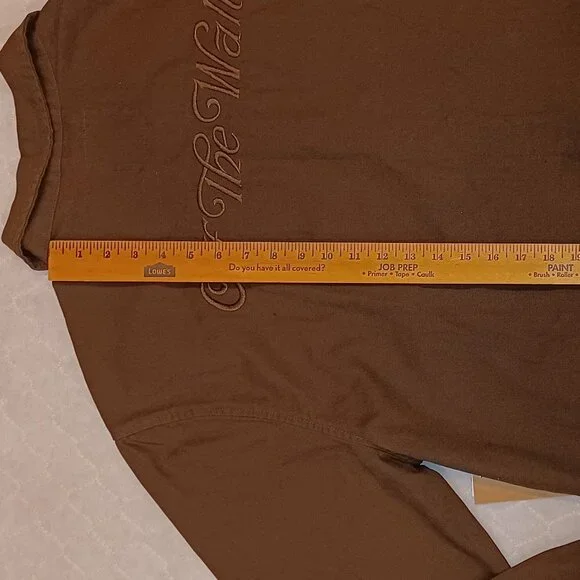 The Wall
1 2 3 4 5 6 7 8 9 10 11 12 13 14 15 16 17 18 19
LOWE'S
Do you have it all covered?
JOB PREP
• Primer • Tape • Caulk
PAINT
• Brush • Roller •